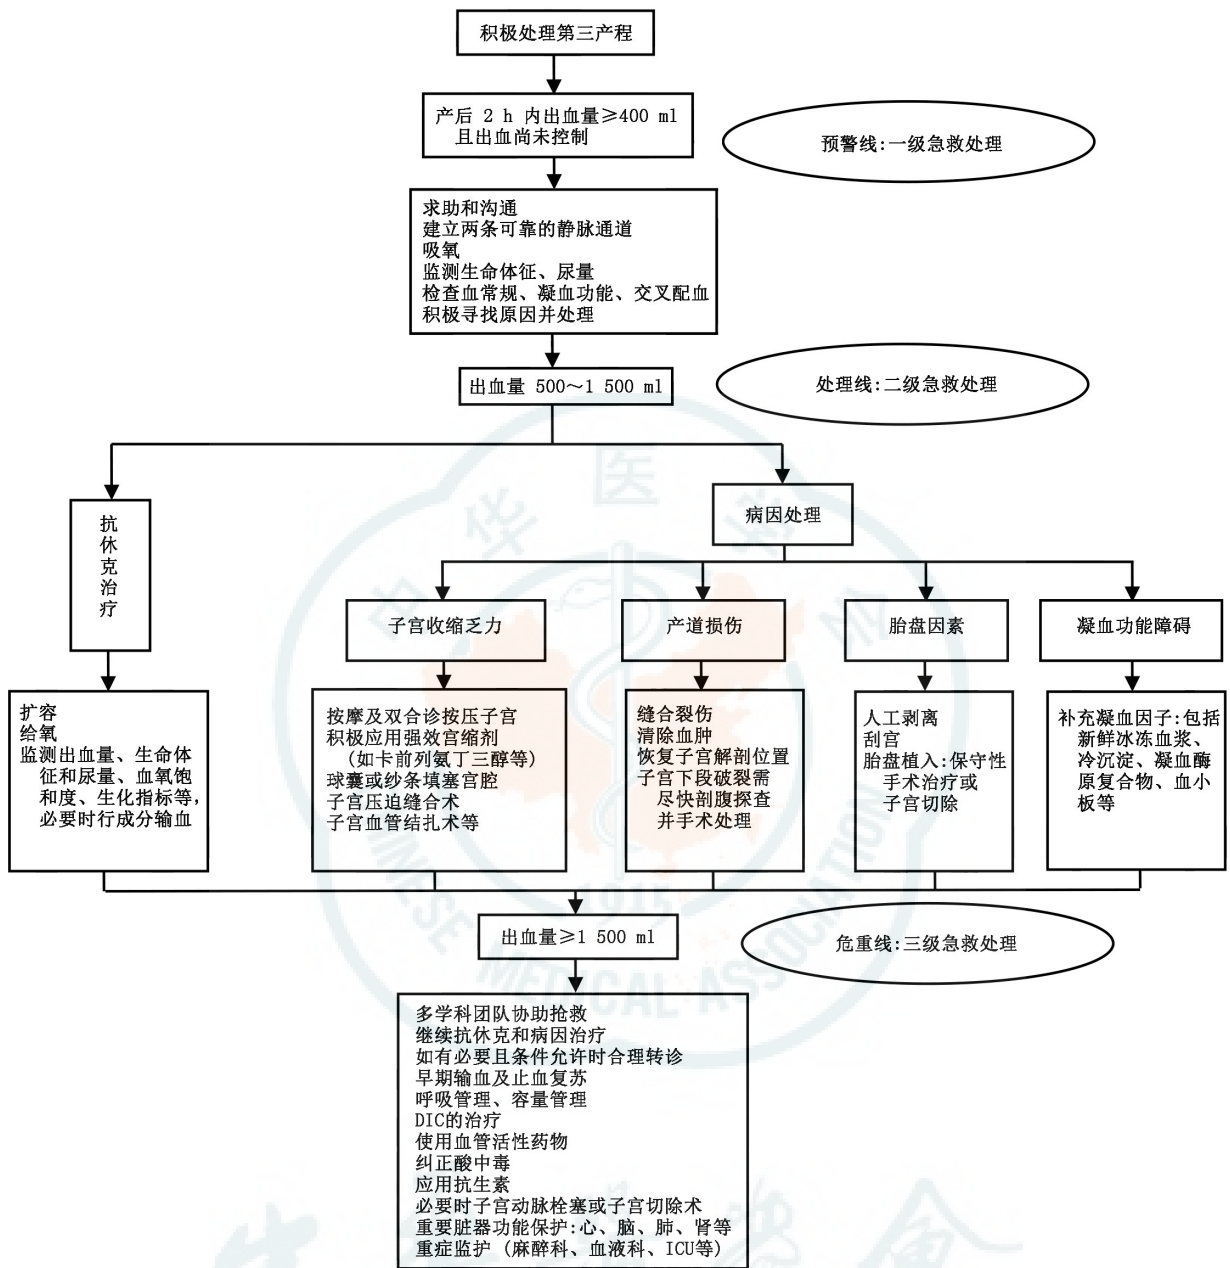 积极处理第三产程
产后 2 h 内出血量≥400 ml
且出血尚未控制
预警线:一级急救处理
求助和沟通
建立两条可靠的静脉通道
吸氧
监测生命体征、尿量
检查血常规、凝血功能、交叉配血
积极寻找原因并处理
出血量 500～1 500 ml
处理线:二级急救处理
抗
休
克
治
疗
病因处理
子宫收缩乏力
产道损伤
胎盘因素
凝血功能障碍
扩容
给氧
监测出血量、生命体
征和尿量、血氧饱
和度、生化指标等,
必要时行成分输血
按摩及双合诊按压子宫
积极应用强效宫缩剂
(如卡前列氨丁三醇等)
球囊或纱条填塞宫腔
子宫压迫缝合术
子宫血管结扎术等
缝合裂伤
清除血肿
恢复子宫解剖位置
子宫下段破裂需
尽快剖腹探查
并手术处理
人工剥离
刮宫
胎盘植入:保守性
手术治疗或
子宫切除
补充凝血因子:包括
新鲜冰冻血浆、
冷沉淀、凝血酶
原复合物、血小
板等
出血量≥1 500 ml
危重线:三级急救处理
多学科团队协助抢救
继续抗休克和病因治疗
如有必要且条件允许时合理转诊
早期输血及止血复苏
呼吸管理、容量管理
DIC的治疗
使用血管活性药物
纠正酸中毒
应用抗生素
必要时子宫动脉栓塞或子宫切除术
重要脏器功能保护:心、脑、肺、肾等
重症监护 (麻醉科、血液科、ICU等)
中华医学会
1915
CHINESE MEDICAL ASSOCIATION